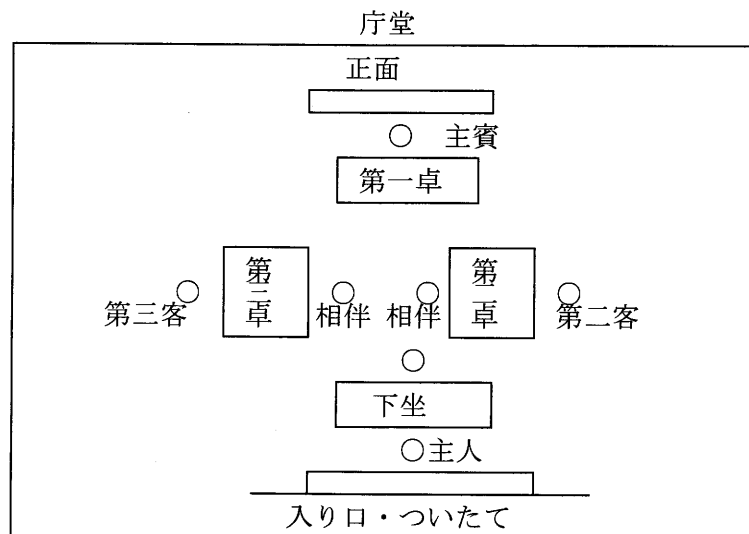 庁堂
正面
主賓
第一卓
第三卓
第二卓
第三客
相伴
相伴
第二客
下坐
主人
入り口・ついたて